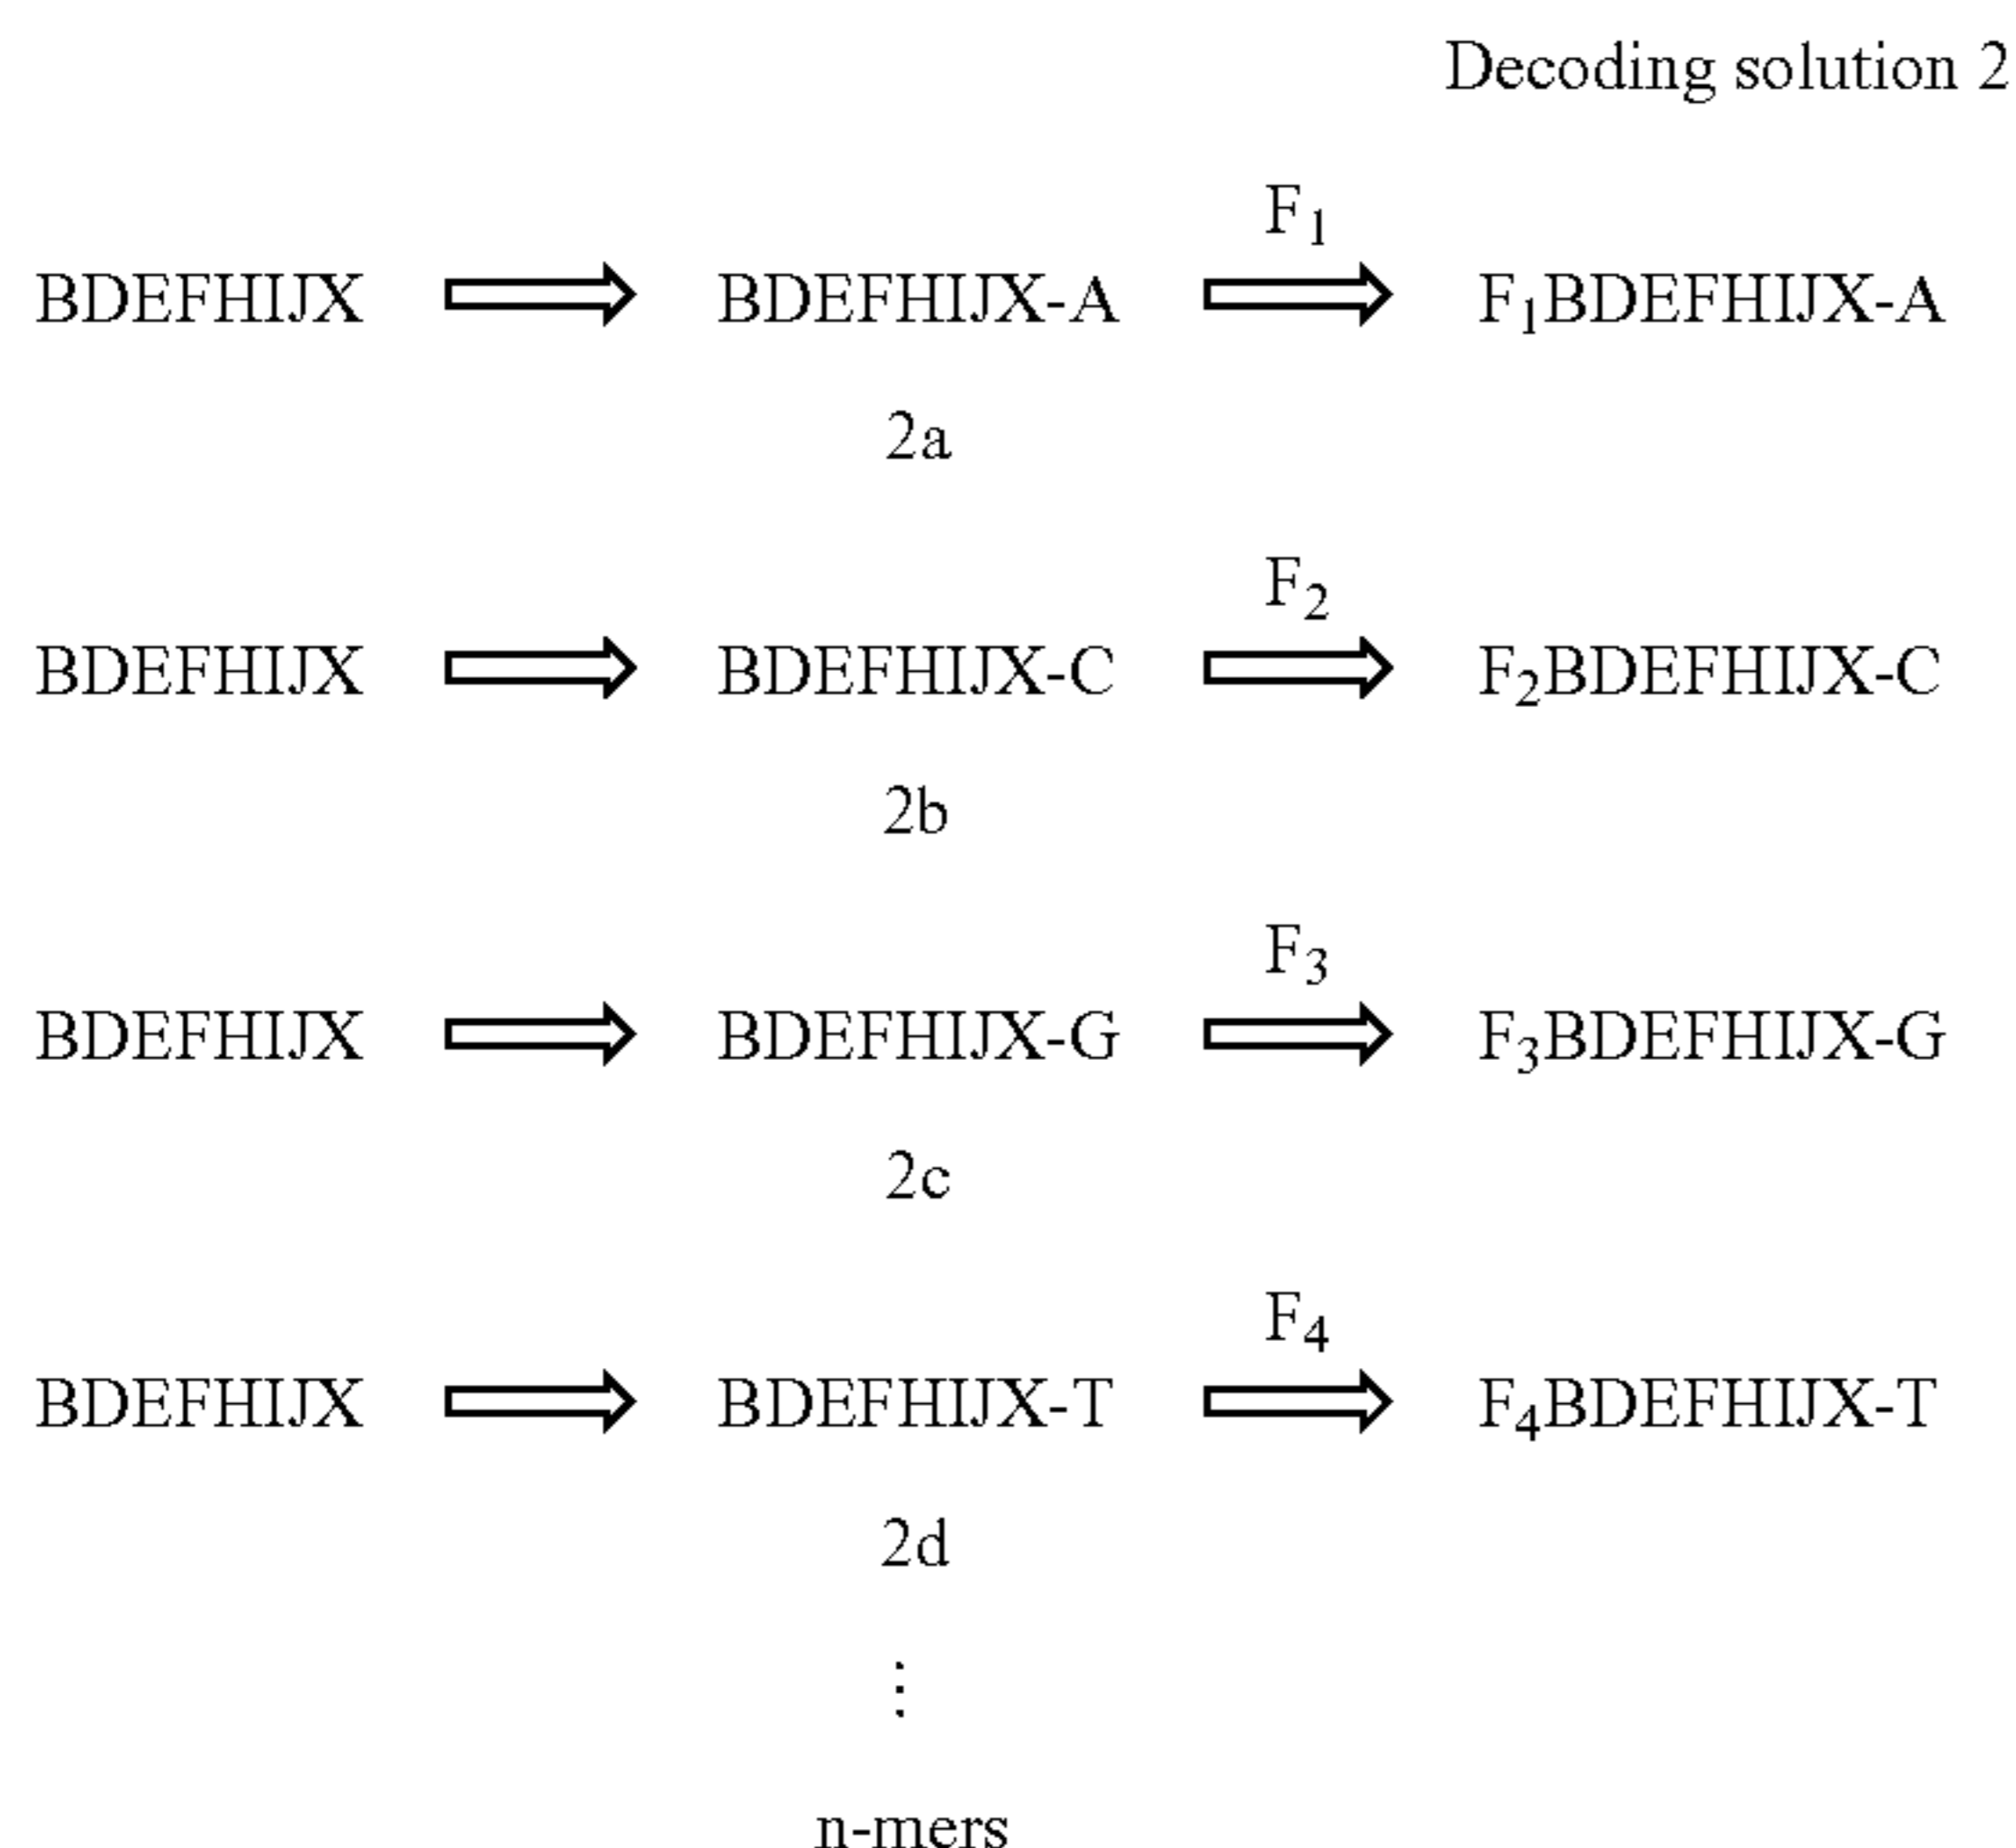 Decoding solution 2
F₁
BDEFHIJX BDEFHIJX-A F₁BDEFHIJX-A
2a
F₂
BDEFHIJX BDEFHIJX-C F₂BDEFHIJX-C
2b
F₃
BDEFHIJX BDEFHIJX-G F₃BDEFHIJX-G
2c
F₄
BDEFHIJX BDEFHIJX-T F₄BDEFHIJX-T
2d
⋮
n-mers